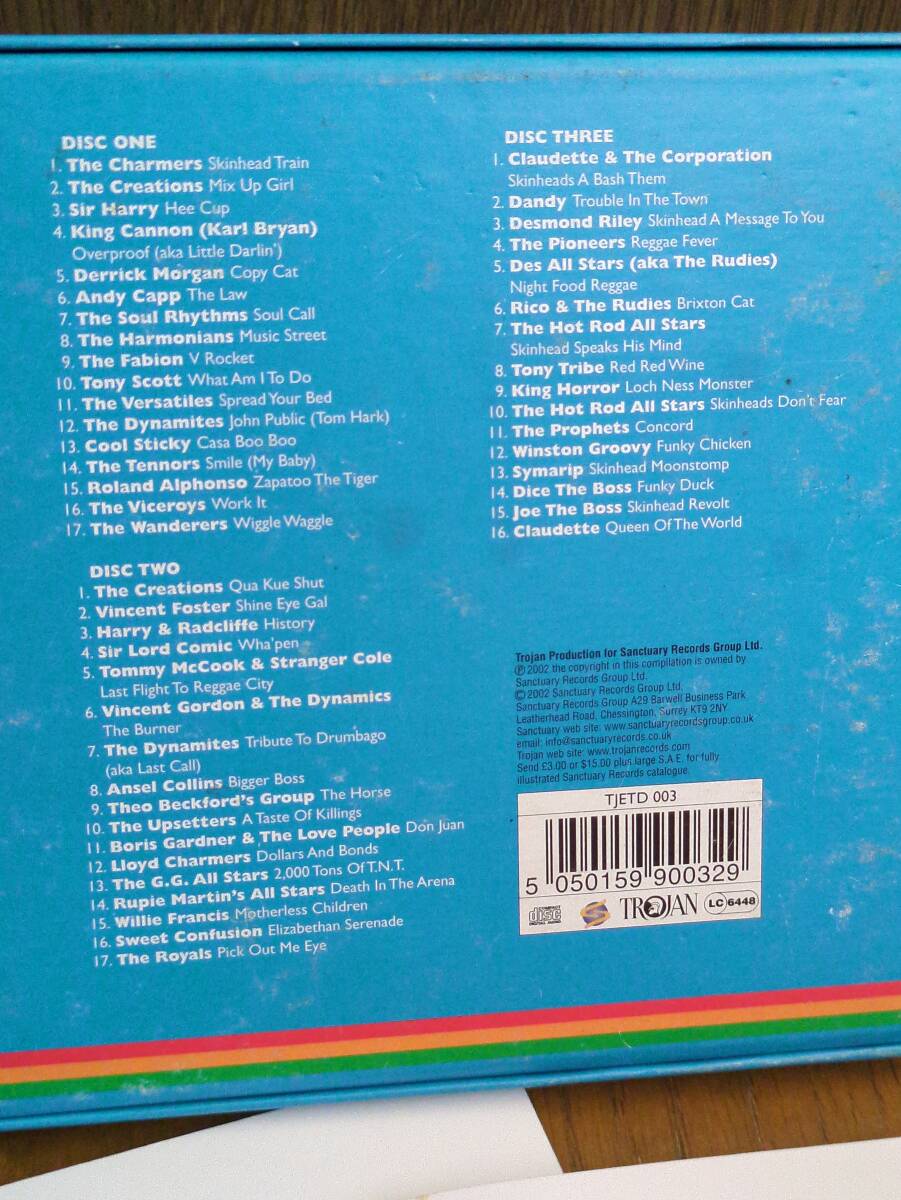 DISC ONE
1. The Charmers Skinhead Train
2. The Creations Mix Up Girl
3. Sir Harry Hee Cup
4. King Cannon (Karl Bryan)
Overproof (aka Little Darlin')
5. Derrick Morgan Copy Cat
6. Andy Capp The Law
7. The Soul Rhythms Soul Call
8. The Harmonians Music Street
9. The Fabion V Rocket
10. Tony Scott What Am I To Do
11. The Versatiles Spread Your Bed
12. The Dynamites John Public (Tom Hark)
13. Cool Sticky Casa Boo Boo
14. The Tennors Smile (My Baby)
15. Roland Alphonso Zapatoo The Tiger
16. The Viceroys Work It
17. The Wanderers Wiggle Waggle
DISC TWO
1. The Creations Qua Kue Shut
2. Vincent Foster Shine Eye Gal
3. Harry & Radcliffe History
4. Sir Lord Comic Wha'pen
5. Tommy McCook & Stranger Cole
Last Flight To Reggae City
6. Vincent Gordon & The Dynamics
The Burner
7. The Dynamites Tribute To Drumbago
(aka Last Call)
8. Ansel Collins Bigger Boss
9. Theo Beckford's Group The Horse
10. The Upsetters A Taste Of Killings
11. Boris Gardner & The Love People Don Juan
12. Lloyd Charmers Dollars And Bonds
13. The G.G. All Stars 2,000 Tons Of T.N.T.
14. Rupie Martin's All Stars Death In The Arena
15. Willie Francis Motherless Children
16. Sweet Confusion Elizabethan Serenade
17. The Royals Pick Out Me Eye
DISC THREE
1. Claudette & The Corporation
Skinheads A Bash Them
2. Dandy Trouble In The Town
3. Desmond Riley Skinhead A Message To You
4. The Pioneers Reggae Fever
5. Des All Stars (aka The Rudies)
Night Food Reggae
6. Rico & The Rudies Brixton Cat
7. The Hot Rod All Stars
Skinhead Speaks His Mind
8. Tony Tribe Red Red Wine
9. King Horror Loch Ness Monster
10. The Hot Rod All Stars Skinheads Don't Fear
11. The Prophets Concord
12. Winston Groovy Funky Chicken
13. Symarip Skinhead Moonstomp
14. Dice The Boss Funky Duck
15. Joe The Boss Skinhead Revolt
16. Claudette Queen Of The World
Trojan Production for Sanctuary Records Group Ltd.
℗2002 the copyright in this compilation is owned by
Sanctuary Records Group Ltd.
©2002 Sanctuary Records Group Ltd.
Sanctuary Records Group A29 Barwell Business Park
Leatherhead Road, Chessington, Surrey KT9 2NY
Sanctuary web site: www.sanctuaryrecordsgroup.co.uk
email: info@sanctuaryrecords.co.uk
Trojan web site: www.trojanrecords.com
Send £3.00 or $15.00 plus large S.A.E. for fully
illustrated Sanctuary Records catalogue.
TJETD 003
5 050159 900329
COMPACT disc DIGITAL AUDIO TROJAN LC 6448